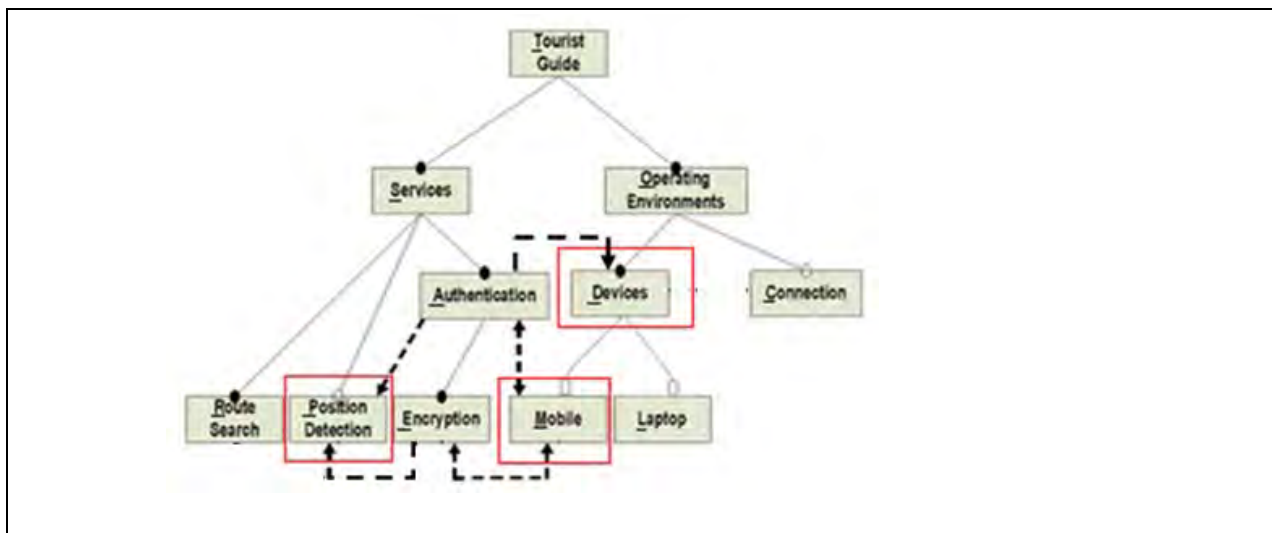 Tourist
Guide
Services
Operating
Environments
Authentication
Devices
Connection
Route
Search
Position
Detection
Encryption
Mobile
Laptop